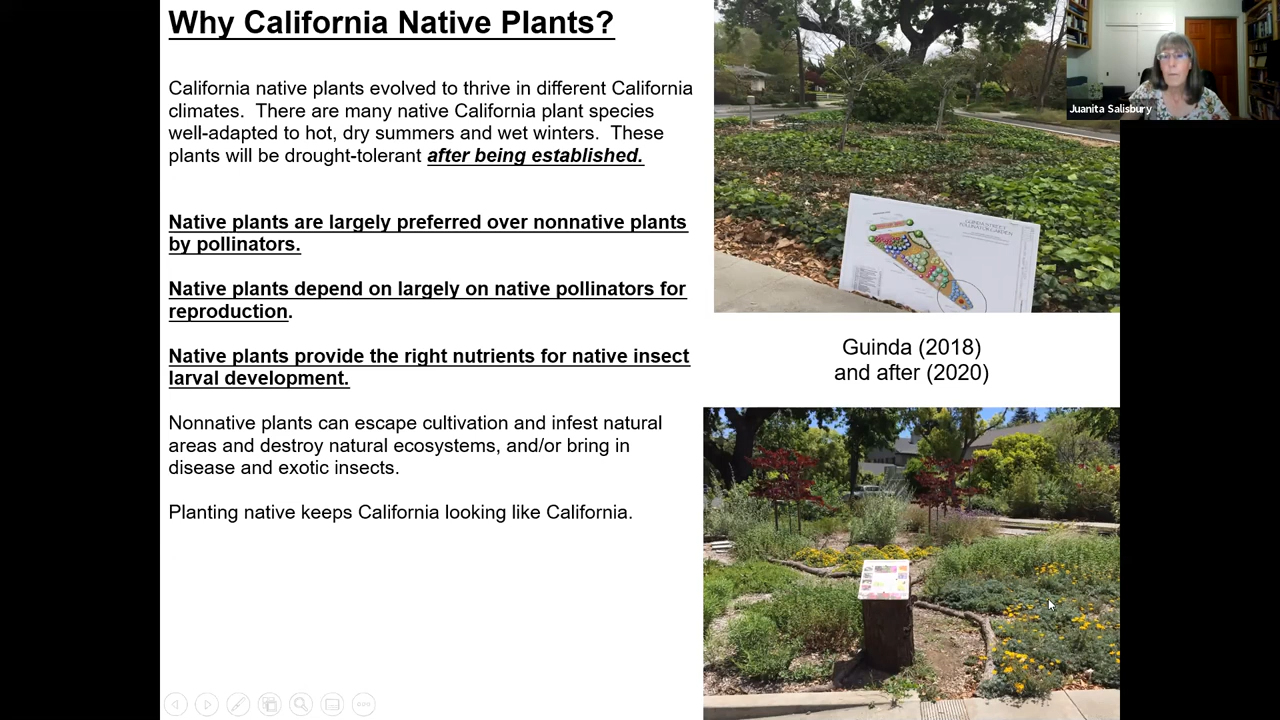 Why California Native Plants?
California native plants evolved to thrive in different California
climates. There are many native California plant species
well-adapted to hot, dry summers and wet winters. These
plants will be drought-tolerant after being established.
Native plants are largely preferred over nonnative plants
by pollinators.
Native plants depend on largely on native pollinators for
reproduction.
Native plants provide the right nutrients for native insect
larval development.
Nonnative plants can escape cultivation and infest natural
areas and destroy natural ecosystems, and/or bring in
disease and exotic insects.
Planting native keeps California looking like California.
GUINDA STREET
POLLINATOR GARDEN
Guinda (2018)
and after (2020)
Juanita Salisbury